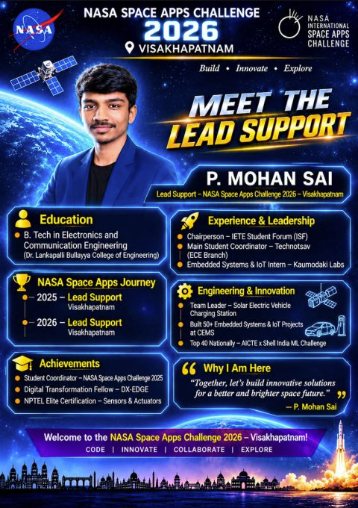 NASA
NASA SPACE APPS CHALLENGE
2026
VISAKHAPATNAM
NASA
INTERNATIONAL
SPACE APPS
CHALLENGE
Build • Innovate • Explore
MEET THE
LEAD SUPPORT
P. MOHAN SAI
Lead Support – NASA Space Apps Challenge 2026 – Visakhapatnam
Education
• B. Tech in Electronics and
Communication Engineering
(Dr. Lankapalli Bullayya College of Engineering)
Experience & Leadership
• Chairperson – IETE Student Forum (ISF)
• Main Student Coordinator – Technotsav
(ECE Branch)
• Embedded Systems & IoT Intern – Kaumodaki Labs
NASA Space Apps Journey
• 2025 – Lead Support
Visakhapatnam
• 2026 – Lead Support
Visakhapatnam
Engineering & Innovation
• Team Leader – Solar Electric Vehicle
Charging Station
• Built 50+ Embedded Systems & IoT Projects
at CEMS
• Top 40 Nationally – AICTE x Shell India ML Challenge
Achievements
• Student Coordinator – NASA Space Apps Challenge 2025
• Digital Transformation Fellow – DX-EDGE
• NPTEL Elite Certification – Sensors & Actuators
Why I Am Here
“Together, let's build innovative solutions
for a better and brighter space future.”
— P. Mohan Sai
Welcome to the NASA Space Apps Challenge 2026 – Visakhapatnam!
CODE | INNOVATE | COLLABORATE | EXPLORE